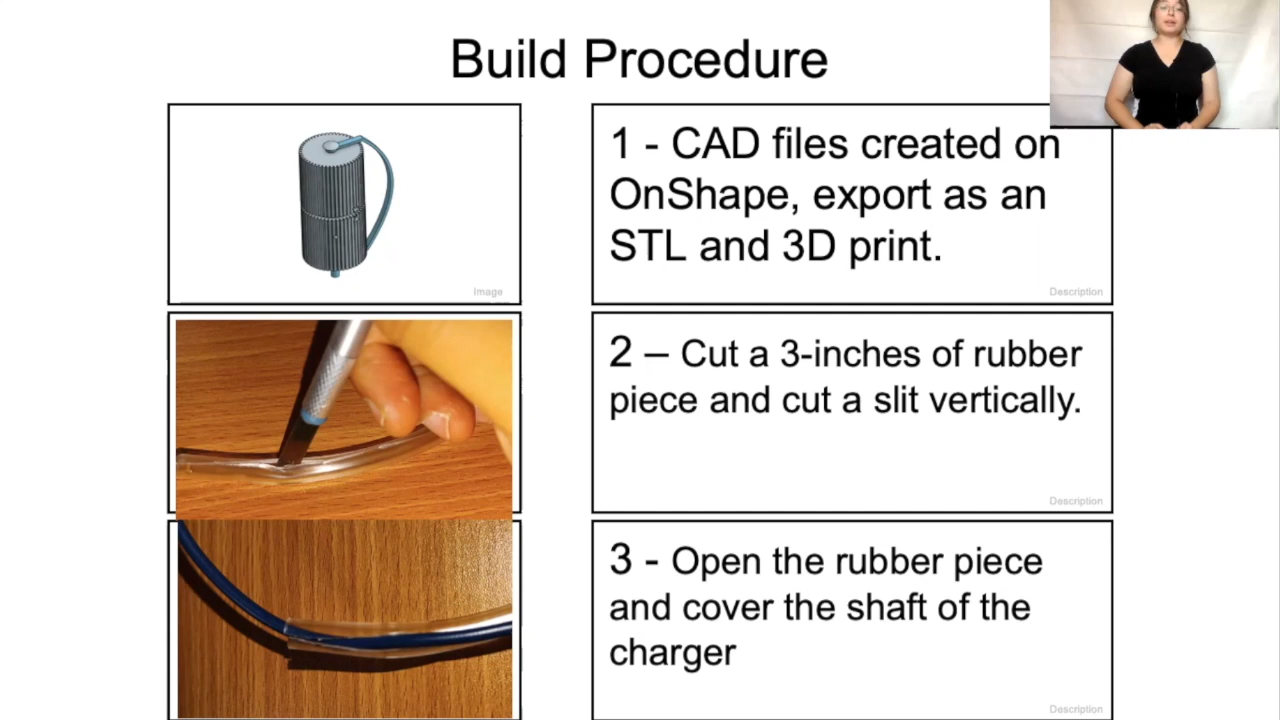 Build Procedure
1 - CAD files created on
OnShape, export as an
STL and 3D print.
Image
Description
2 – Cut a 3-inches of rubber
piece and cut a slit vertically.
Description
3 - Open the rubber piece
and cover the shaft of the
charger
Description